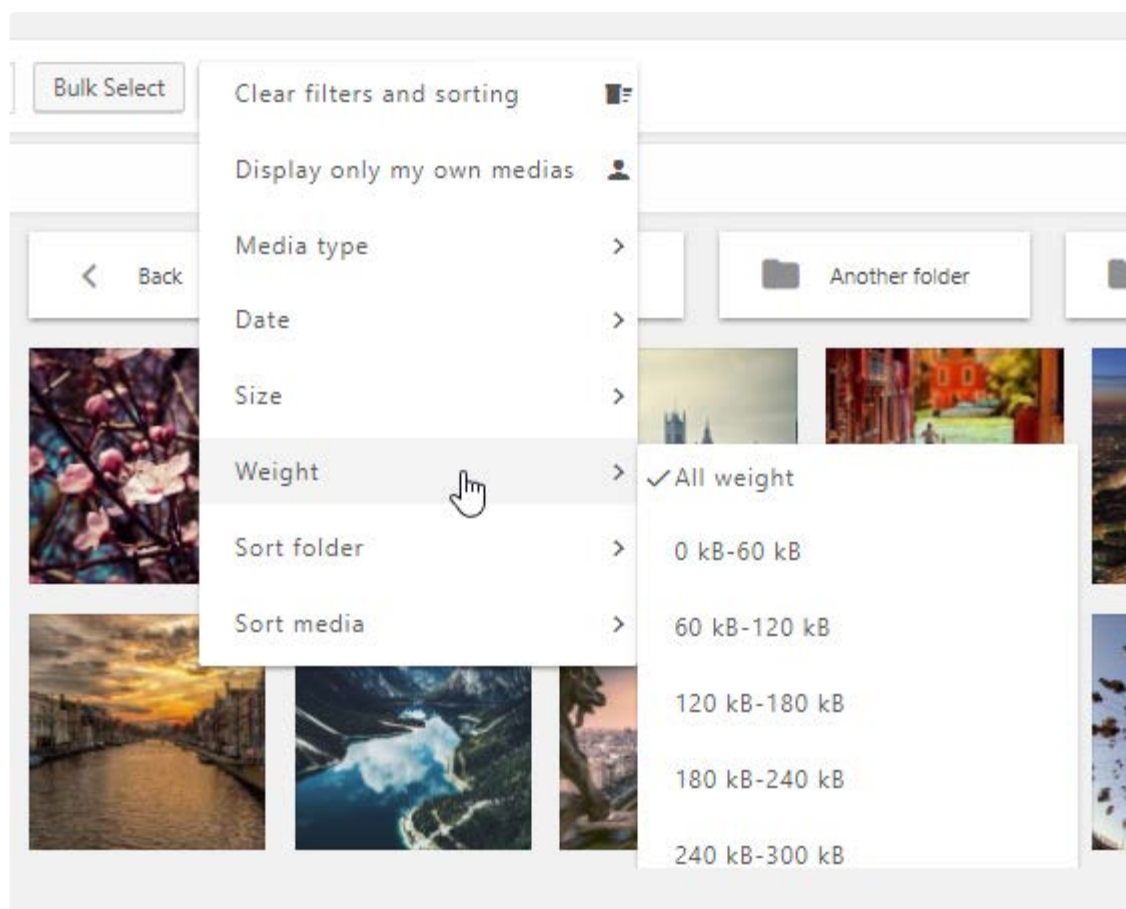 Bulk Select
Clear filters and sorting
Display only my own medias
Media type
Back
Another folder
Date
Size
Weight
All weight
0 kB-60 kB
Sort folder
60 kB-120 kB
Sort media
120 kB-180 kB
180 kB-240 kB
240 kB-300 kB